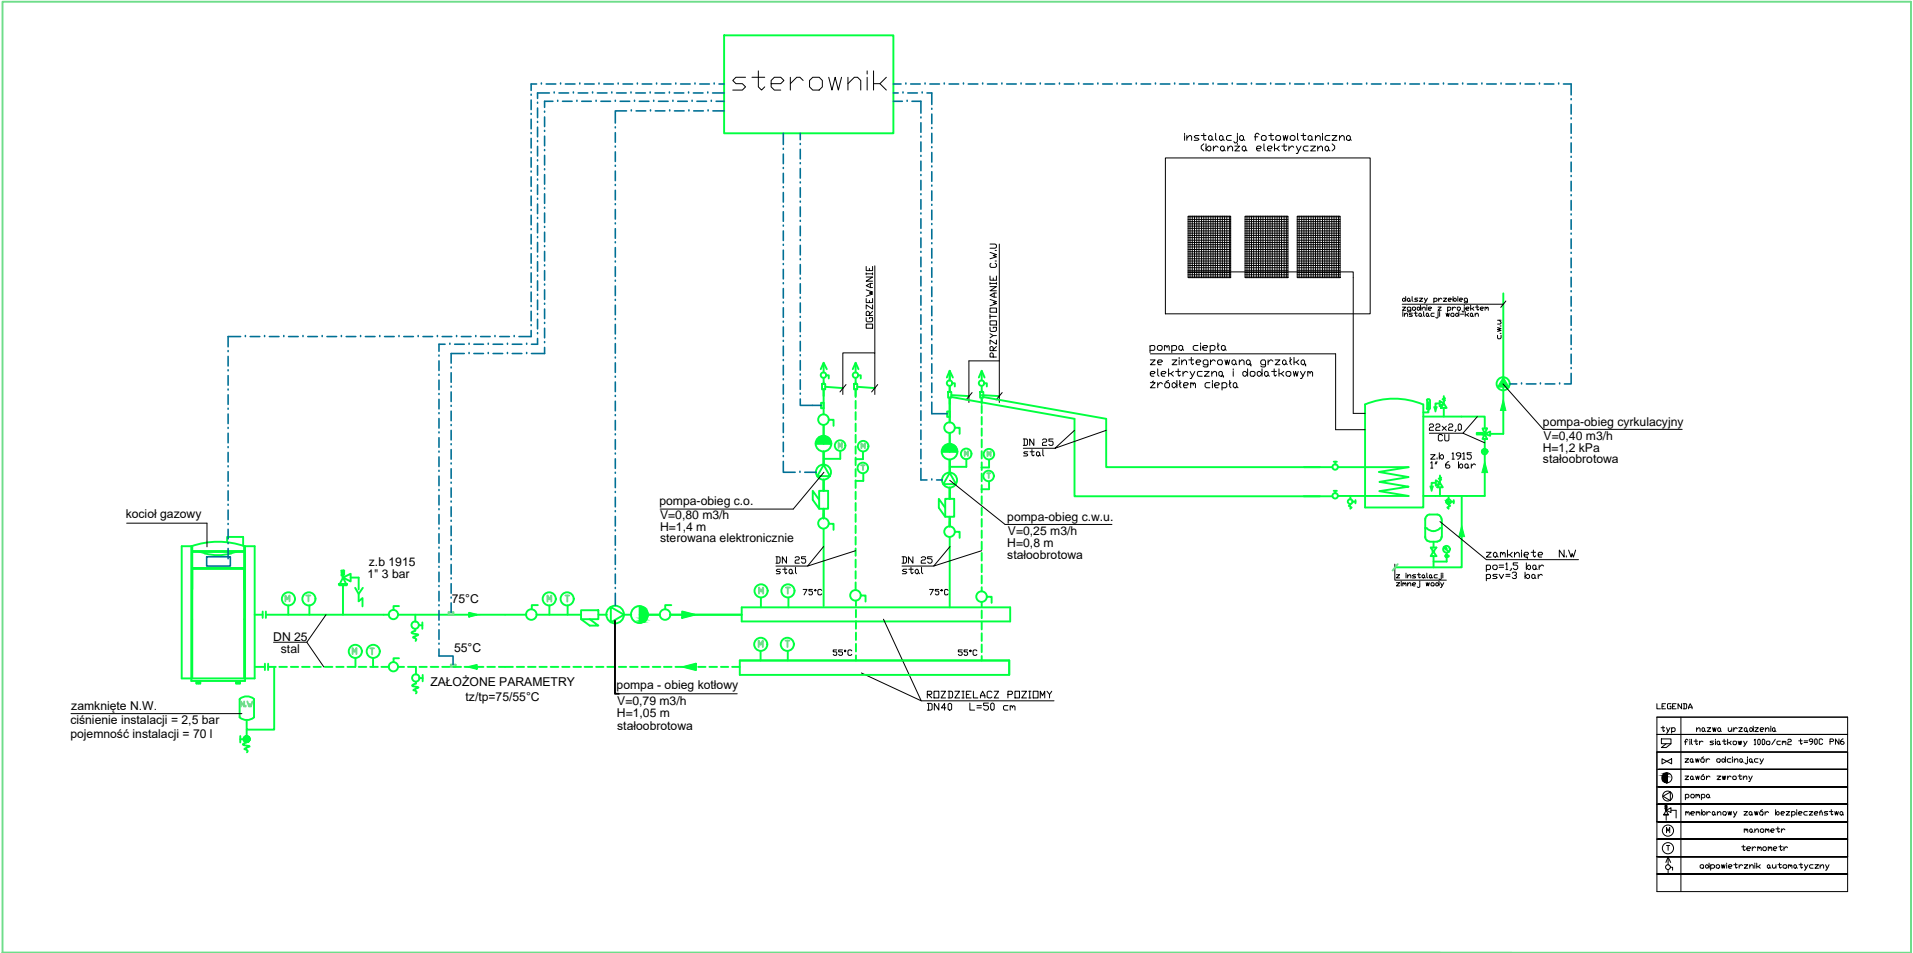 sterownik
instalacja fotowoltaniczna
(branża elektryczna)
OGRZEWANIE
PRZYGOTOWANIE C.W.U
dalszy przebieg
zgodnie z projektem
instalacji wod-kan
c.w.u
pompa ciepła
ze zintegrowaną grzałką
elektryczną i dodatkowym
źródłem ciepła
pompa-obieg cyrkulacyjny
V=0,40 m3/h
H=1,2 kPa
stałoobrotowa
22x2,0
CU
z.b 1915
1" 6 bar
DN 25
stal
M
M
T
M
M
T
pompa-obieg c.o.
V=0,80 m3/h
H=1,4 m
sterowana elektronicznie
pompa-obieg c.w.u.
V=0,25 m3/h
H=0,8 m
stałoobrotowa
kocioł gazowy
zamknięte N.W
po=1,5 bar
psv=3 bar
z instalacji
zimnej wody
z.b 1915
1" 3 bar
DN 25
stal
DN 25
stal
75°C
75°C
75°C
M
T
M
T
M
T
DN 25
stal
M
T
55°C
M
T
55°C
55°C
ZAŁOŻONE PARAMETRY
tz/tp=75/55°C
pompa - obieg kotłowy
V=0,79 m3/h
H=1,05 m
stałoobrotowa
ROZDZIELACZ POZIOMY
DN40 L=50 cm
zamknięte N.W.
ciśnienie instalacji = 2,5 bar
pojemność instalacji = 70 l
N.W
LEGENDA
typ nazwa urządzenia
filtr siatkowy 100o/cm2 t=90C PN6
zawór odcinający
zawór zwrotny
pompa
membranowy zawór bezpieczeństwa
M manometr
T termometr
odpowietrznik automatyczny